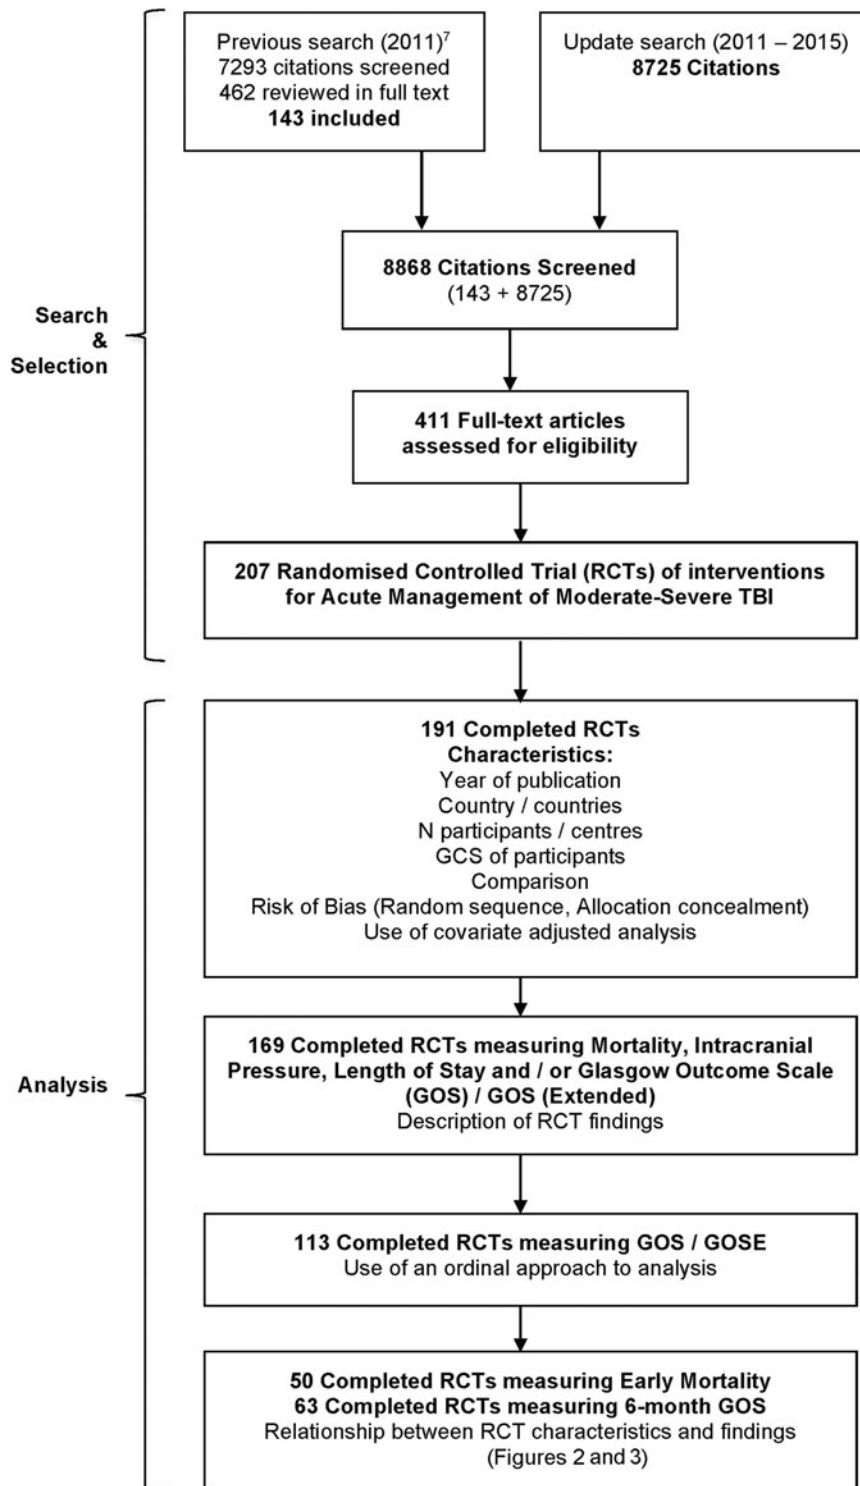 Previous search (2011)7
7293 citations screened
462 reviewed in full text
143 included
Update search (2011 – 2015)
8725 Citations
8868 Citations Screened
(143 + 8725)
Search
&
Selection
411 Full-text articles
assessed for eligibility
207 Randomised Controlled Trial (RCTs) of interventions
for Acute Management of Moderate-Severe TBI
191 Completed RCTs
Characteristics:
Year of publication
Country / countries
N participants / centres
GCS of participants
Comparison
Risk of Bias (Random sequence, Allocation concealment)
Use of covariate adjusted analysis
Analysis
169 Completed RCTs measuring Mortality, Intracranial
Pressure, Length of Stay and / or Glasgow Outcome Scale
(GOS) / GOS (Extended)
Description of RCT findings
113 Completed RCTs measuring GOS / GOSE
Use of an ordinal approach to analysis
50 Completed RCTs measuring Early Mortality
63 Completed RCTs measuring 6-month GOS
Relationship between RCT characteristics and findings
(Figures 2 and 3)